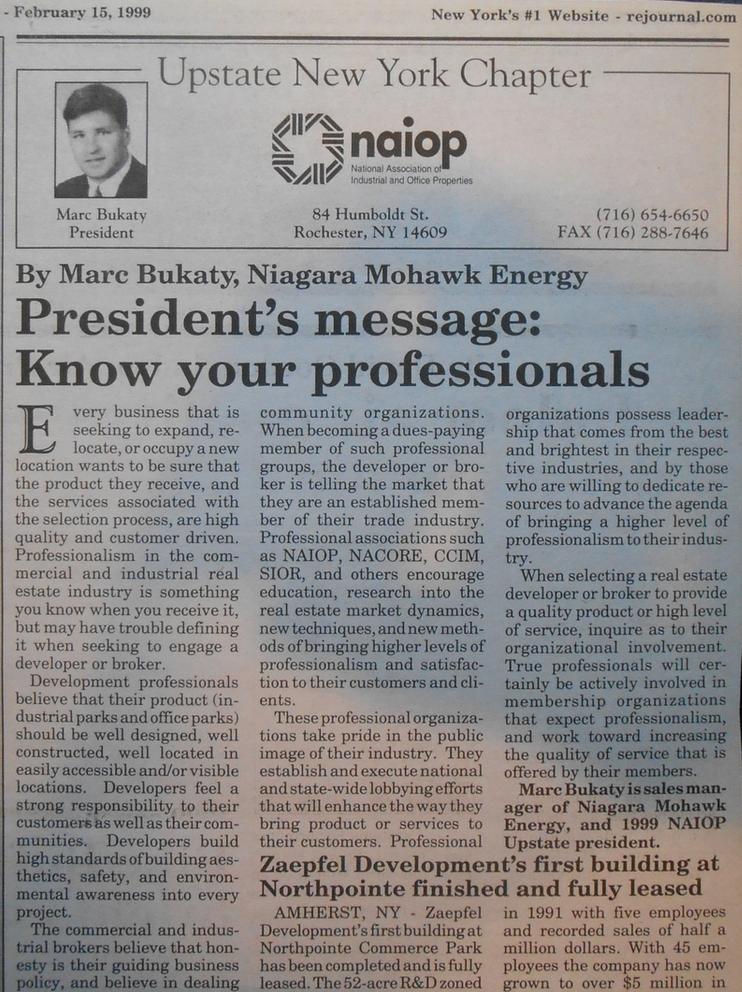 - February 15, 1999
New York's #1 Website - rejournal.com
Upstate New York Chapter
Marc Bukaty
President
naiop
National Association of
Industrial and Office Properties
84 Humboldt St.
Rochester, NY 14609
(716) 654-6650
FAX (716) 288-7646
By Marc Bukaty, Niagara Mohawk Energy
President's message:
Know your professionals
Every business that is
seeking to expand, re-
locate, or occupy a new
location wants to be sure that
the product they receive, and
the services associated with
the selection process, are high
quality and customer driven.
Professionalism in the com-
mercial and industrial real
estate industry is something
you know when you receive it,
but may have trouble defining
it when seeking to engage a
developer or broker.
Development professionals
believe that their product (in-
dustrial parks and office parks)
should be well designed, well
constructed, well located in
easily accessible and/or visible
locations. Developers feel a
strong responsibility to their
customers as well as their com-
munities. Developers build
high standards of building aes-
thetics, safety, and environ-
mental awareness into every
project.
The commercial and indus-
trial brokers believe that hon-
esty is their guiding business
policy, and believe in dealing
community organizations.
When becoming a dues-paying
member of such professional
groups, the developer or bro-
ker is telling the market that
they are an established mem-
ber of their trade industry.
Professional associations such
as NAIOP, NACORE, CCIM,
SIOR, and others encourage
education, research into the
real estate market dynamics,
new techniques, and new meth-
ods of bringing higher levels of
professionalism and satisfac-
tion to their customers and cli-
ents.
These professional organiza-
tions take pride in the public
image of their industry. They
establish and execute national
and state-wide lobbying efforts
that will enhance the way they
bring product or services to
their customers. Professional
organizations possess leader-
ship that comes from the best
and brightest in their respec-
tive industries, and by those
who are willing to dedicate re-
sources to advance the agenda
of bringing a higher level of
professionalism to their indus-
try.
When selecting a real estate
developer or broker to provide
a quality product or high level
of service, inquire as to their
organizational involvement.
True professionals will cer-
tainly be actively involved in
membership organizations
that expect professionalism,
and work toward increasing
the quality of service that is
offered by their members.
Marc Bukaty is sales man-
ager of Niagara Mohawk
Energy, and 1999 NAIOP
Upstate president.
Zaepfel Development's first building at
Northpointe finished and fully leased
AMHERST, NY - Zaepfel
Development's first building at
Northpointe Commerce Park
has been completed and is fully
leased. The 52-acre R&D zoned
in 1991 with five employees
and recorded sales of half a
million dollars. With 45 em-
ployees the company has now
grown to over $5 million in